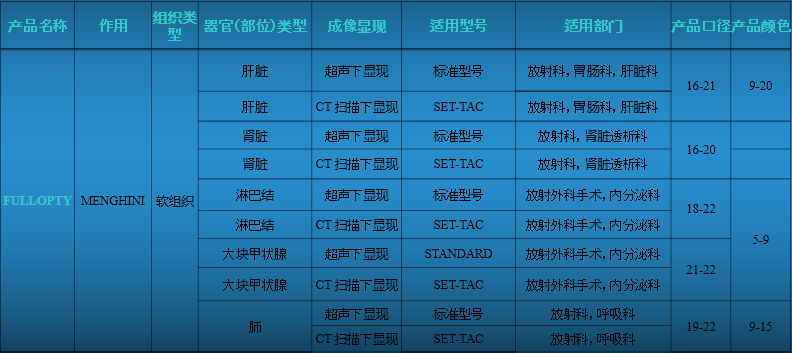 产品名称 作用 组织类型 器官(部位)类型 成像显现 适用型号 适用部门 产品口径 产品颜色
FULLOPTY MENGHINI 软组织 肝脏 超声下显现 标准型号 放射科，胃肠科，肝脏科 16-21 9-20
肝脏 CT 扫描下显现 SET-TAC 放射科，胃肠科，肝脏科
肾脏 超声下显现 标准型号 放射科，肾脏透析科 16-20
肾脏 CT 扫描下显现 SET-TAC 放射科，肾脏透析科
淋巴结 超声下显现 标准型号 放射外科手术，内分泌科 18-22 5-9
淋巴结 CT 扫描下显现 SET-TAC 放射外科手术，内分泌科
大块甲状腺 超声下显现 STANDARD 放射外科手术，内分泌科 21-22
大块甲状腺 CT 扫描下显现 SET-TAC 放射外科手术，内分泌科
肺 超声下显现 标准型号 放射科，呼吸科 19-22 9-15
CT 扫描下显现 SET-TAC 放射科，呼吸科